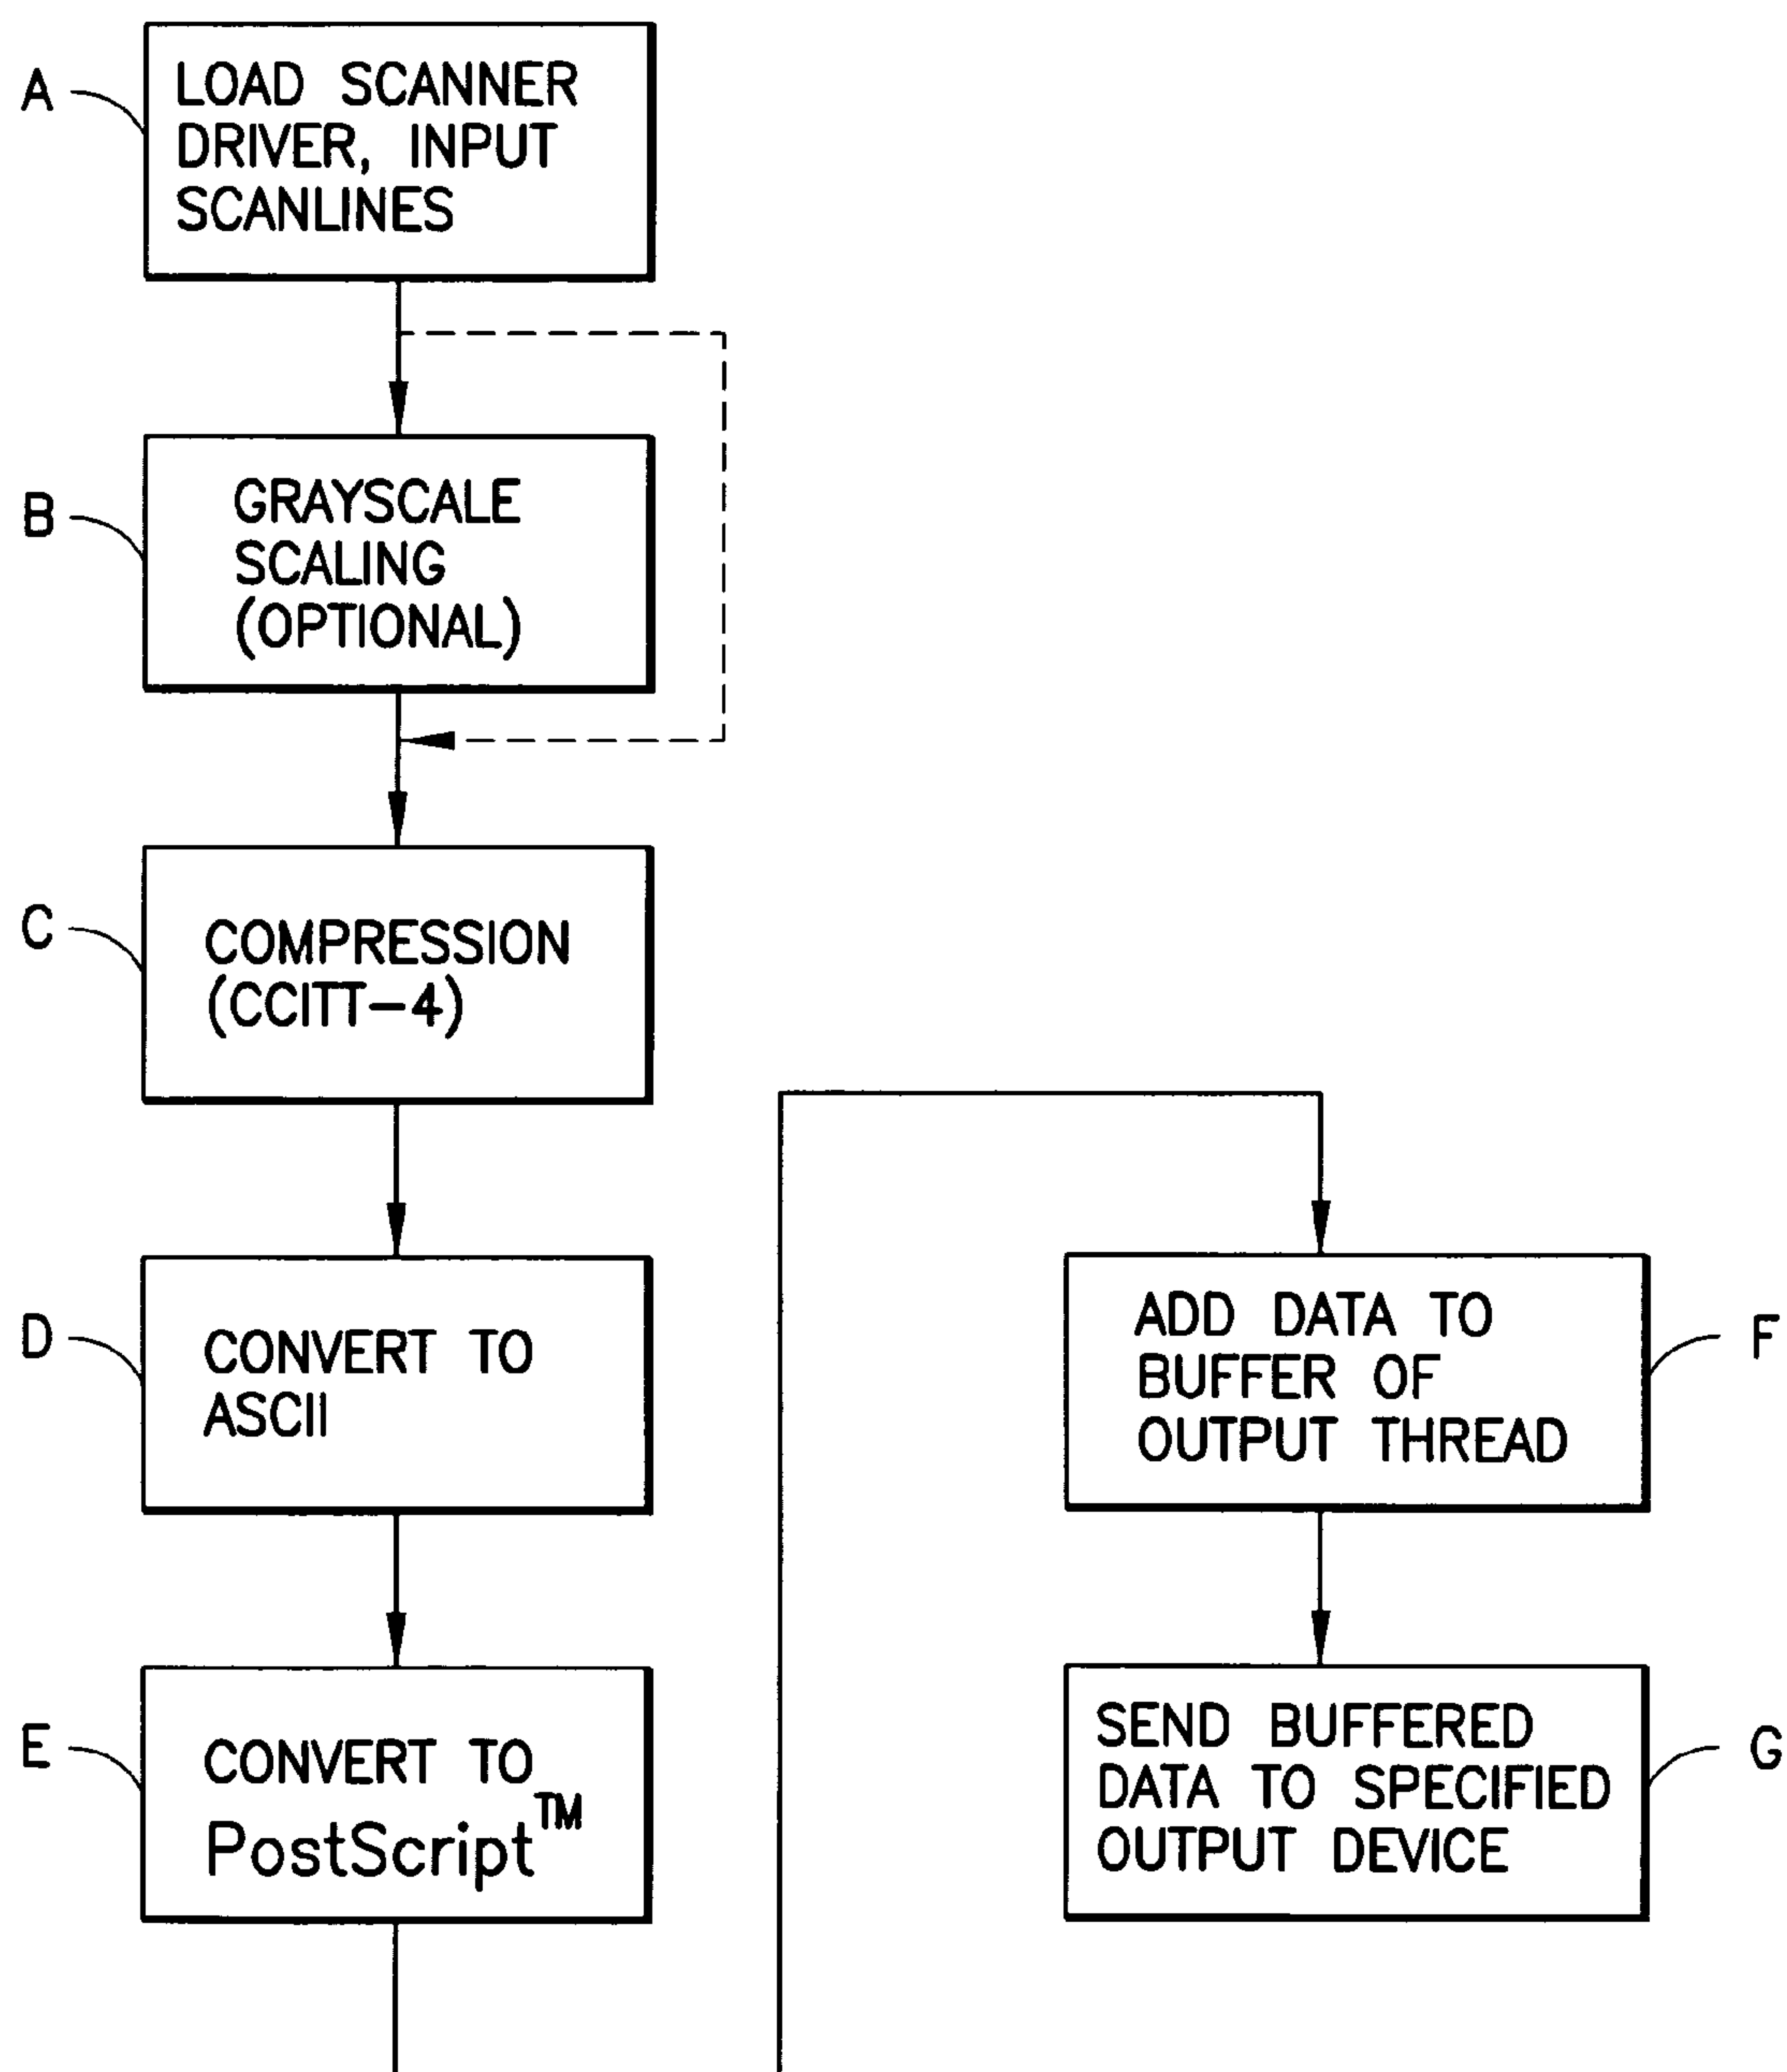 A
LOAD SCANNER
DRIVER, INPUT
SCANLINES
B
GRAYSCALE
SCALING
(OPTIONAL)
C
COMPRESSION
(CCITT-4)
D
CONVERT TO
ASCII
E
CONVERT TO
PostScript™
F
ADD DATA TO
BUFFER OF
OUTPUT THREAD
G
SEND BUFFERED
DATA TO SPECIFIED
OUTPUT DEVICE